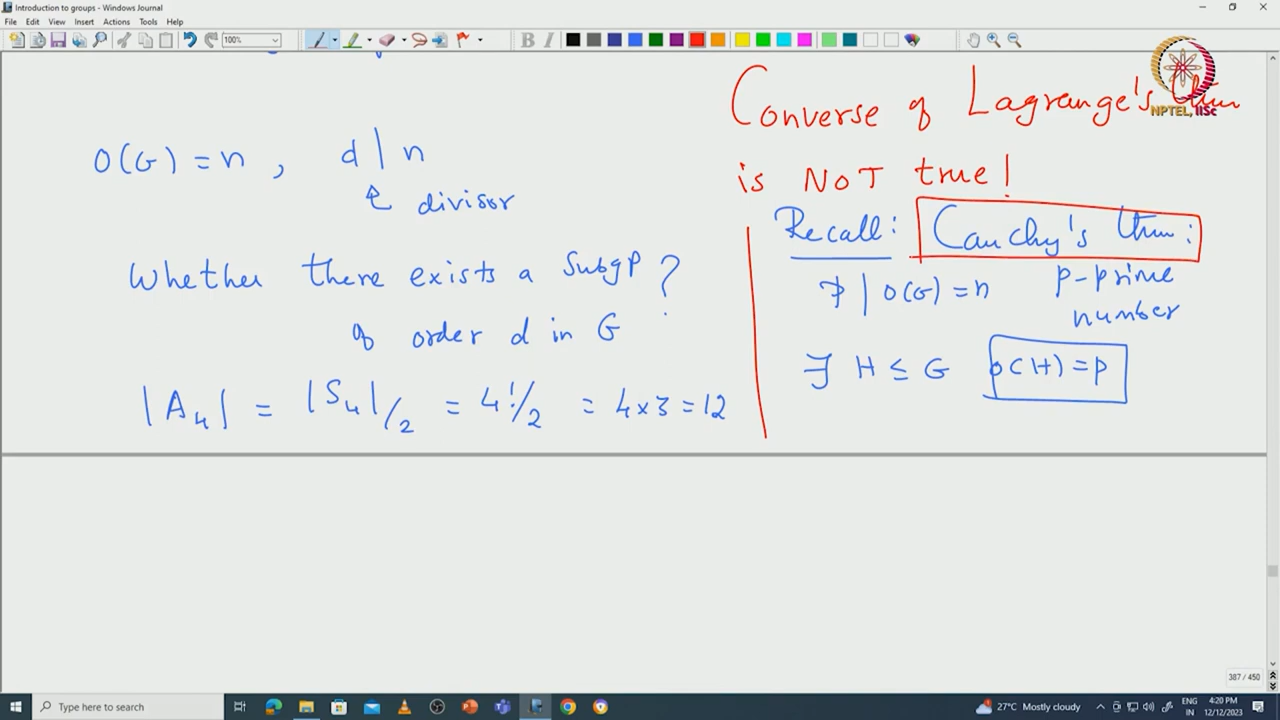 Introduction to groups - Windows Journal
File Edit View Insert Actions Tools Help
100%
B I
NPTEL, IISc
Converse of Lagrange's thm
is NOT true!
O(G) = n , d | n
divisor
Whether there exists a subgp ?
of order d in G
|A₄| = |S₄|/2 = 4!/2 = 4 x 3 = 12
Recall: Cauchy's thm:
p | O(G) = n p-prime
number
∃ H ≤ G o(H) = p
387 / 450
Type here to search
27°C Mostly cloudy
ENG
IN
4:20 PM
12/12/2023